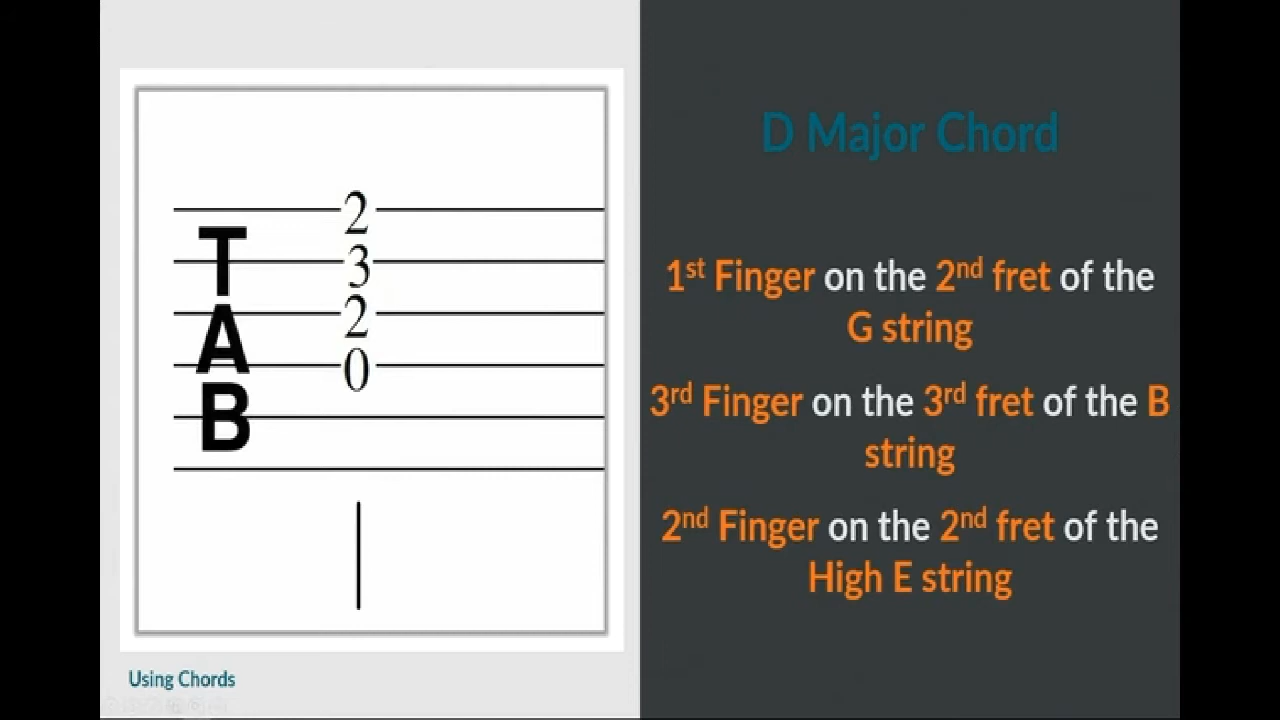 T
A
B
2
3
2
0
Using Chords
D Major Chord
1st Finger on the 2nd fret of the
G string
3rd Finger on the 3rd fret of the B
string
2nd Finger on the 2nd fret of the
High E string